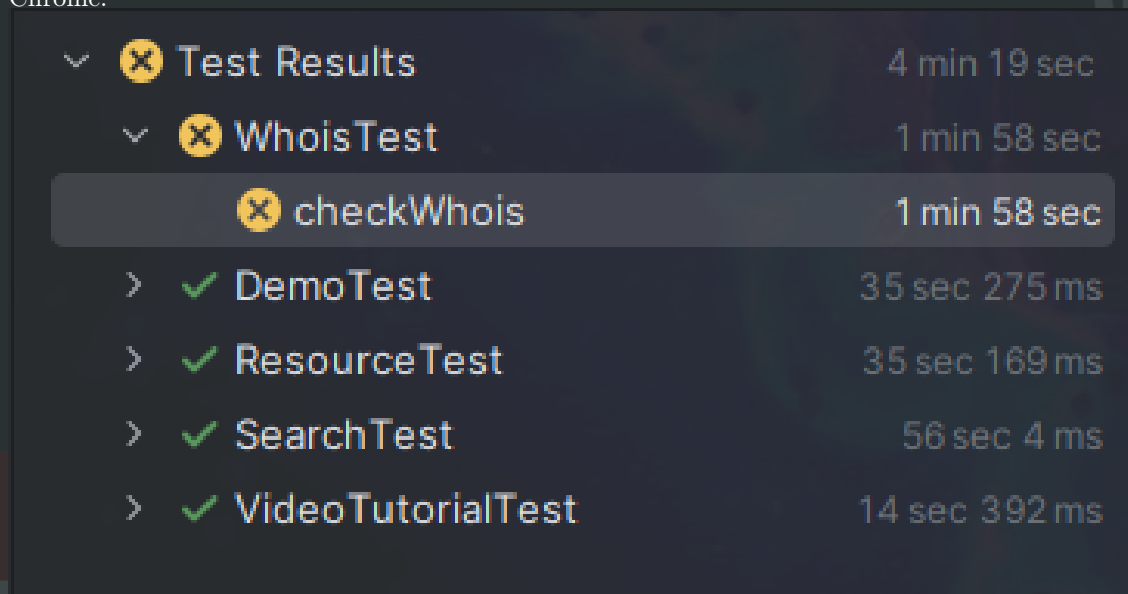 Chrome.
Test Results 4 min 19 sec
WhoisTest 1 min 58 sec
checkWhois 1 min 58 sec
DemoTest 35 sec 275 ms
ResourceTest 35 sec 169 ms
SearchTest 56 sec 4 ms
VideoTutorialTest 14 sec 392 ms